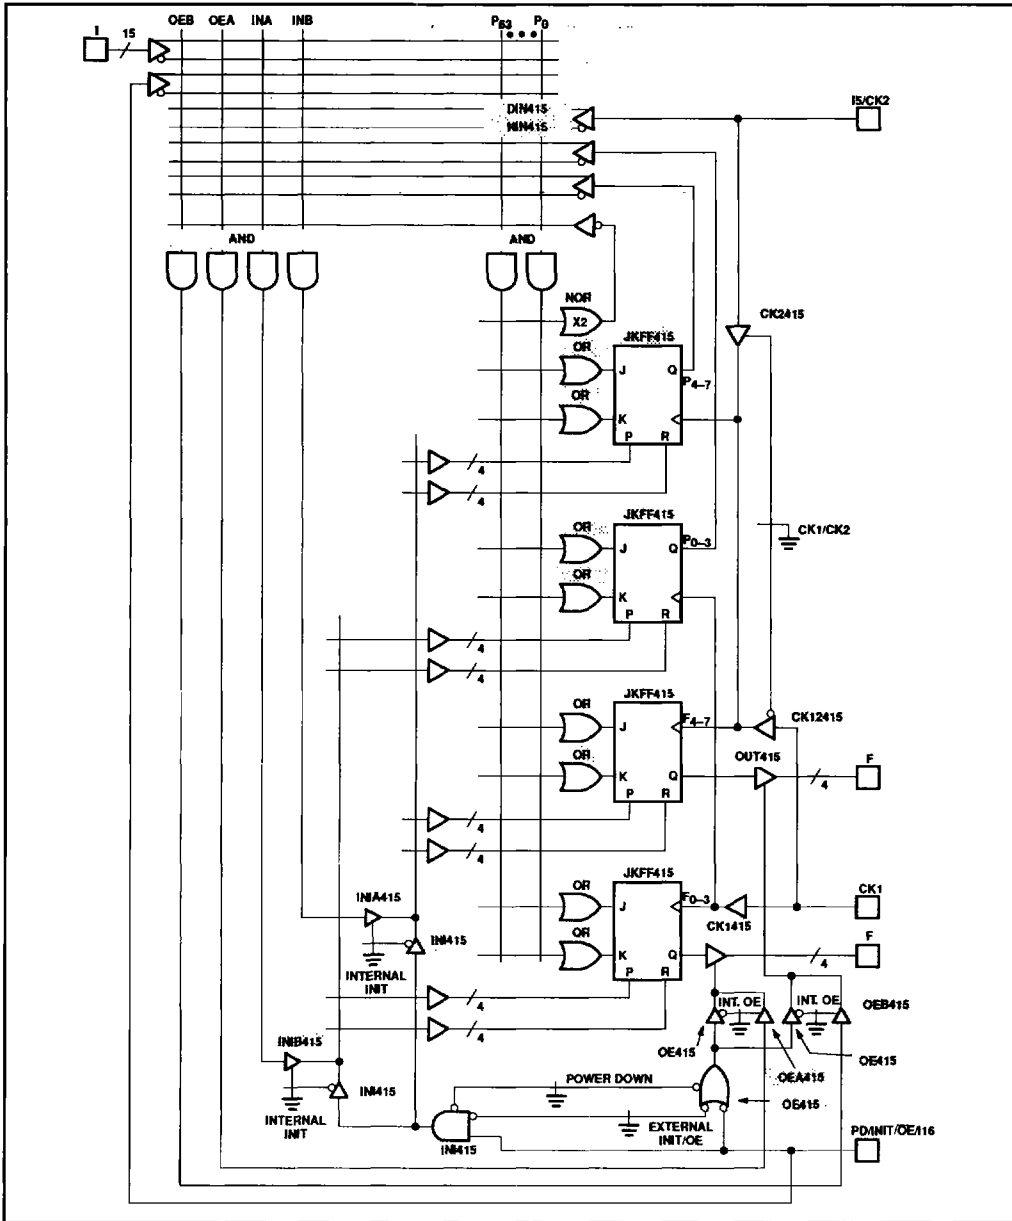 OEB OEA INA INB P63 P0
I 15
DIN415
NIN415
I5/CK2
AND AND
NOR
X2
CK2415
OR JKFF415
J Q P4–7
OR
K
P R
4
4
CK1/CK2
OR JKFF415
J Q P0–3
OR
K
P R
4
4
OR JKFF415
J F4–7
CK12415
OR OUT415 F
K Q
P R 4
4
4
OR JKFF415
J F0–3 CK1
CK1415
INIA415
OR F
K Q
INI415 P R 4
INTERNAL
INIT
4
4
INT. OE INT. OE OEB415
OE415
OE415
OEA415
INIB415
POWER DOWN
INI415
OE415
INTERNAL
INIT
EXTERNAL
INIT/OE
INI415
PD/INIT/OE/I16